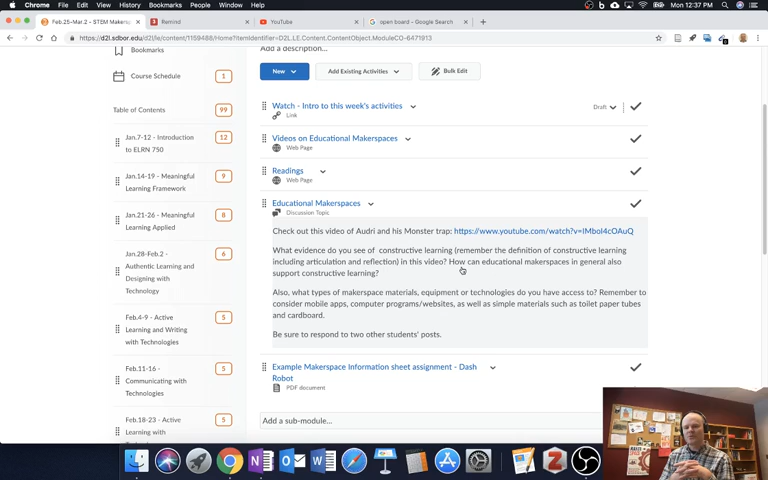 Chrome File Edit View History Bookmarks People Window Help
Mon 12:37 PM
Feb.25-Mar.2 - STEM Makersp
Remind
YouTube
open board - Google Search
https://d2l.sdbor.edu/d2l/le/content/1159488/Home?itemIdentifier=D2L.LE.Content.ContentObject.ModuleCO-6471913
Bookmarks
Course Schedule 1
Table of Contents 99
Jan.7-12 - Introduction
to ELRN 750
12
Jan.14-19 - Meaningful
Learning Framework
9
Jan.21-26 - Meaningful
Learning Applied
8
Jan.28-Feb.2 -
Authentic Learning and
Designing with
Technology
6
Feb.4-9 - Active
Learning and Writing
with Technologies
5
Feb.11-16 -
Communicating with
Technologies
5
Feb.18-23 - Active
Learning with
5
Add a description...
New
Add Existing Activities
Bulk Edit
Watch - Intro to this week's activities
Link
Draft
Videos on Educational Makerspaces
Web Page
Readings
Web Page
Educational Makerspaces
Discussion Topic
Check out this video of Audri and his Monster trap: https://www.youtube.com/watch?v=IMbol4cOAuQ
What evidence do you see of constructive learning (remember the definition of constructive learning
including articulation and reflection) in this video? How can educational makerspaces in general also
support constructive learning?
Also, what types of makerspace materials, equipment or technologies do you have access to? Remember to
consider mobile apps, computer programs/websites, as well as simple materials such as toilet paper tubes
and cardboard.
Be sure to respond to two other students' posts.
Example Makerspace Information sheet assignment - Dash
Robot
PDF document
Add a sub-module...